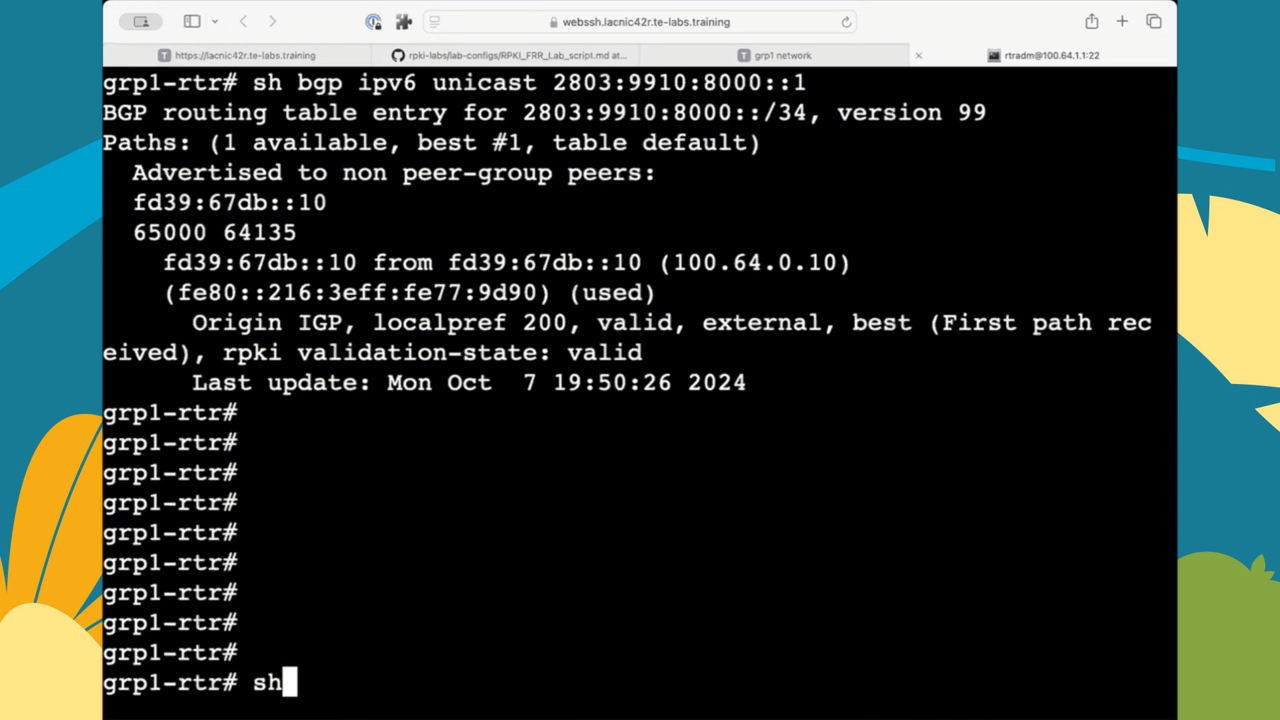 webssh.lacnic42r.te-labs.training
https://lacnic42r.te-labs.training
rpki-labs/lab-configs/RPKI_FRR_Lab_script.md at...
grp1 network
rtradm@100.64.1.1:22
grp1-rtr# sh bgp ipv6 unicast 2803:9910:8000::1
BGP routing table entry for 2803:9910:8000::/34, version 99
Paths: (1 available, best #1, table default)
Advertised to non peer-group peers:
fd39:67db::10
65000 64135
fd39:67db::10 from fd39:67db::10 (100.64.0.10)
(fe80::216:3eff:fe77:9d90) (used)
Origin IGP, localpref 200, valid, external, best (First path rec
eived), rpki validation-state: valid
Last update: Mon Oct  7 19:50:26 2024
grp1-rtr#
grp1-rtr#
grp1-rtr#
grp1-rtr#
grp1-rtr#
grp1-rtr#
grp1-rtr#
grp1-rtr#
grp1-rtr#
grp1-rtr# sh